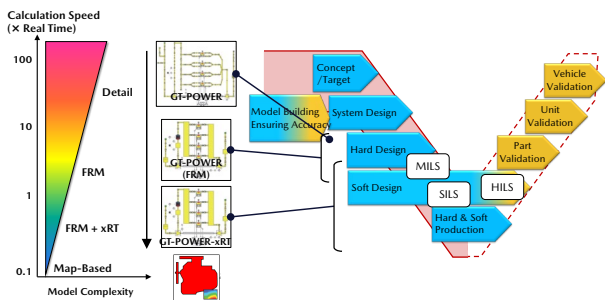 Calculation Speed
(× Real Time)
100
10
1
0.1
Detail
FRM
FRM + xRT
Map-Based
Model Complexity
GT-POWER
GT-POWER
(FRM)
GT-POWER-xRT
Concept
/Target
Model Building
Ensuring Accuracy
System Design
Hard Design
MILS
Soft Design
SILS
HILS
Hard & Soft
Production
Vehicle
Validation
Unit
Validation
Part
Validation